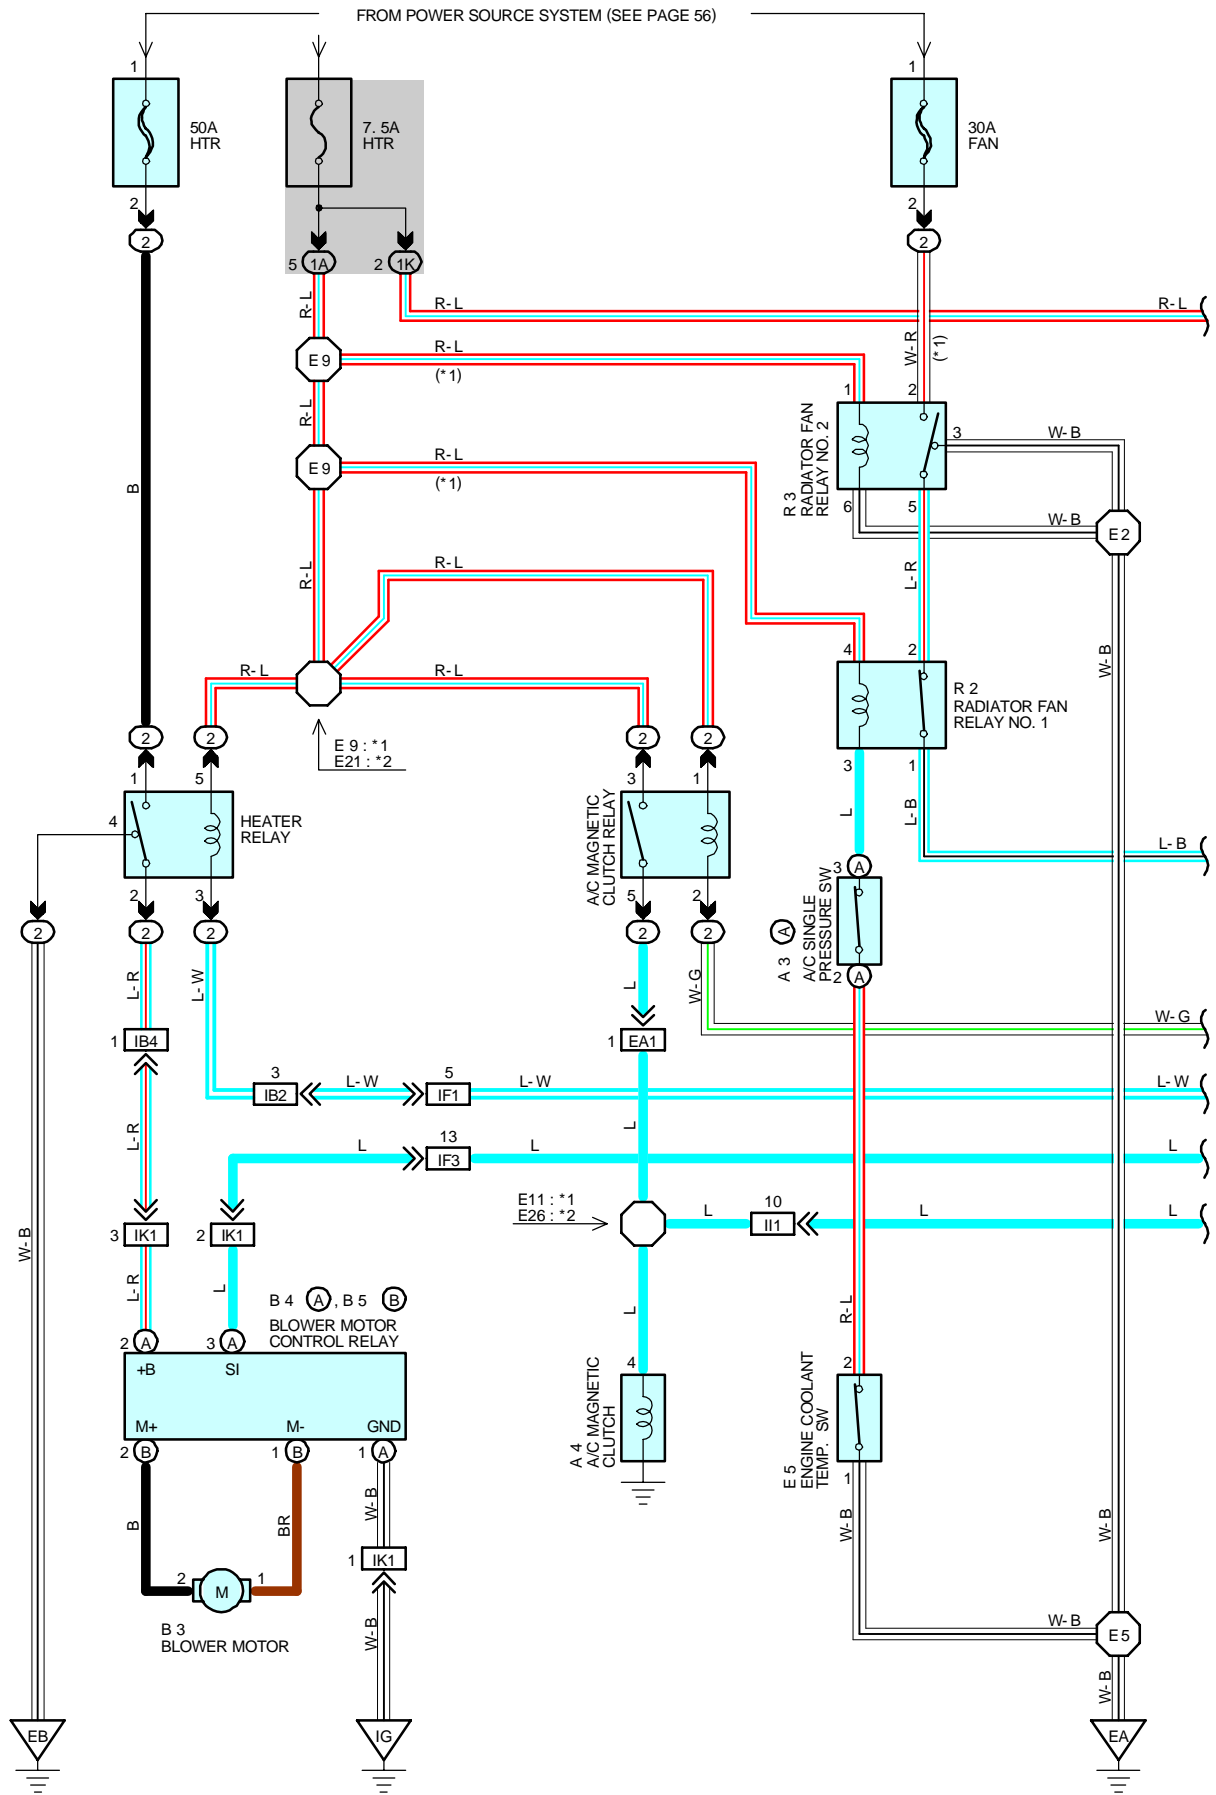 FROM POWER SOURCE SYSTEM (SEE PAGE 56)
1
1
50A
HTR
7. 5A
HTR
30A
FAN
2
2
2
5
1A
2
1K
2
R-L
R-L
R-L
W-R
(*1)
E 9
R-L
(*1)
1
2
R-L
R 3
RADIATOR FAN
RELAY NO. 2
3
W-B
E 9
R-L
(*1)
B
6
5
W-B
E 2
R-L
R-L
L-R
4
2
W-B
R-L
R-L
R 2
RADIATOR FAN
RELAY NO. 1
E 9 : *1
E21 : *2
2
2
2
2
1
5
3
1
3
1
4
HEATER
RELAY
A/C MAGNETIC
CLUTCH RELAY
L
L-B
L-B
3
A
2
3
5
2
A 3
A
A/C SINGLE
PRESSURE SW
2
2
2
2
2
2
A
L-R
L-W
L
W-G
W-G
1
IB4
1
EA1
3
IB2
L-W
5
IF1
L-W
L-W
L-R
L
L
13
IF3
L
L
E11 : *1
E26 : *2
L
10
II1
L
L
W-B
3
IK1
2
IK1
L-R
L
B 4
A
, B 5
B
BLOWER MOTOR
CONTROL RELAY
L
R-L
2
A
3
A
+B
SI
M+
M-
GND
4
A 4
A/C MAGNETIC
CLUTCH
2
E 5
ENGINE COOLANT
TEMP. SW
1
2
B
1
B
1
A
W-B
B
BR
W-B
W-B
1
IK1
2
M
1
B 3
BLOWER MOTOR
W-B
W-B
E 5
W-B
EB
IG
EA